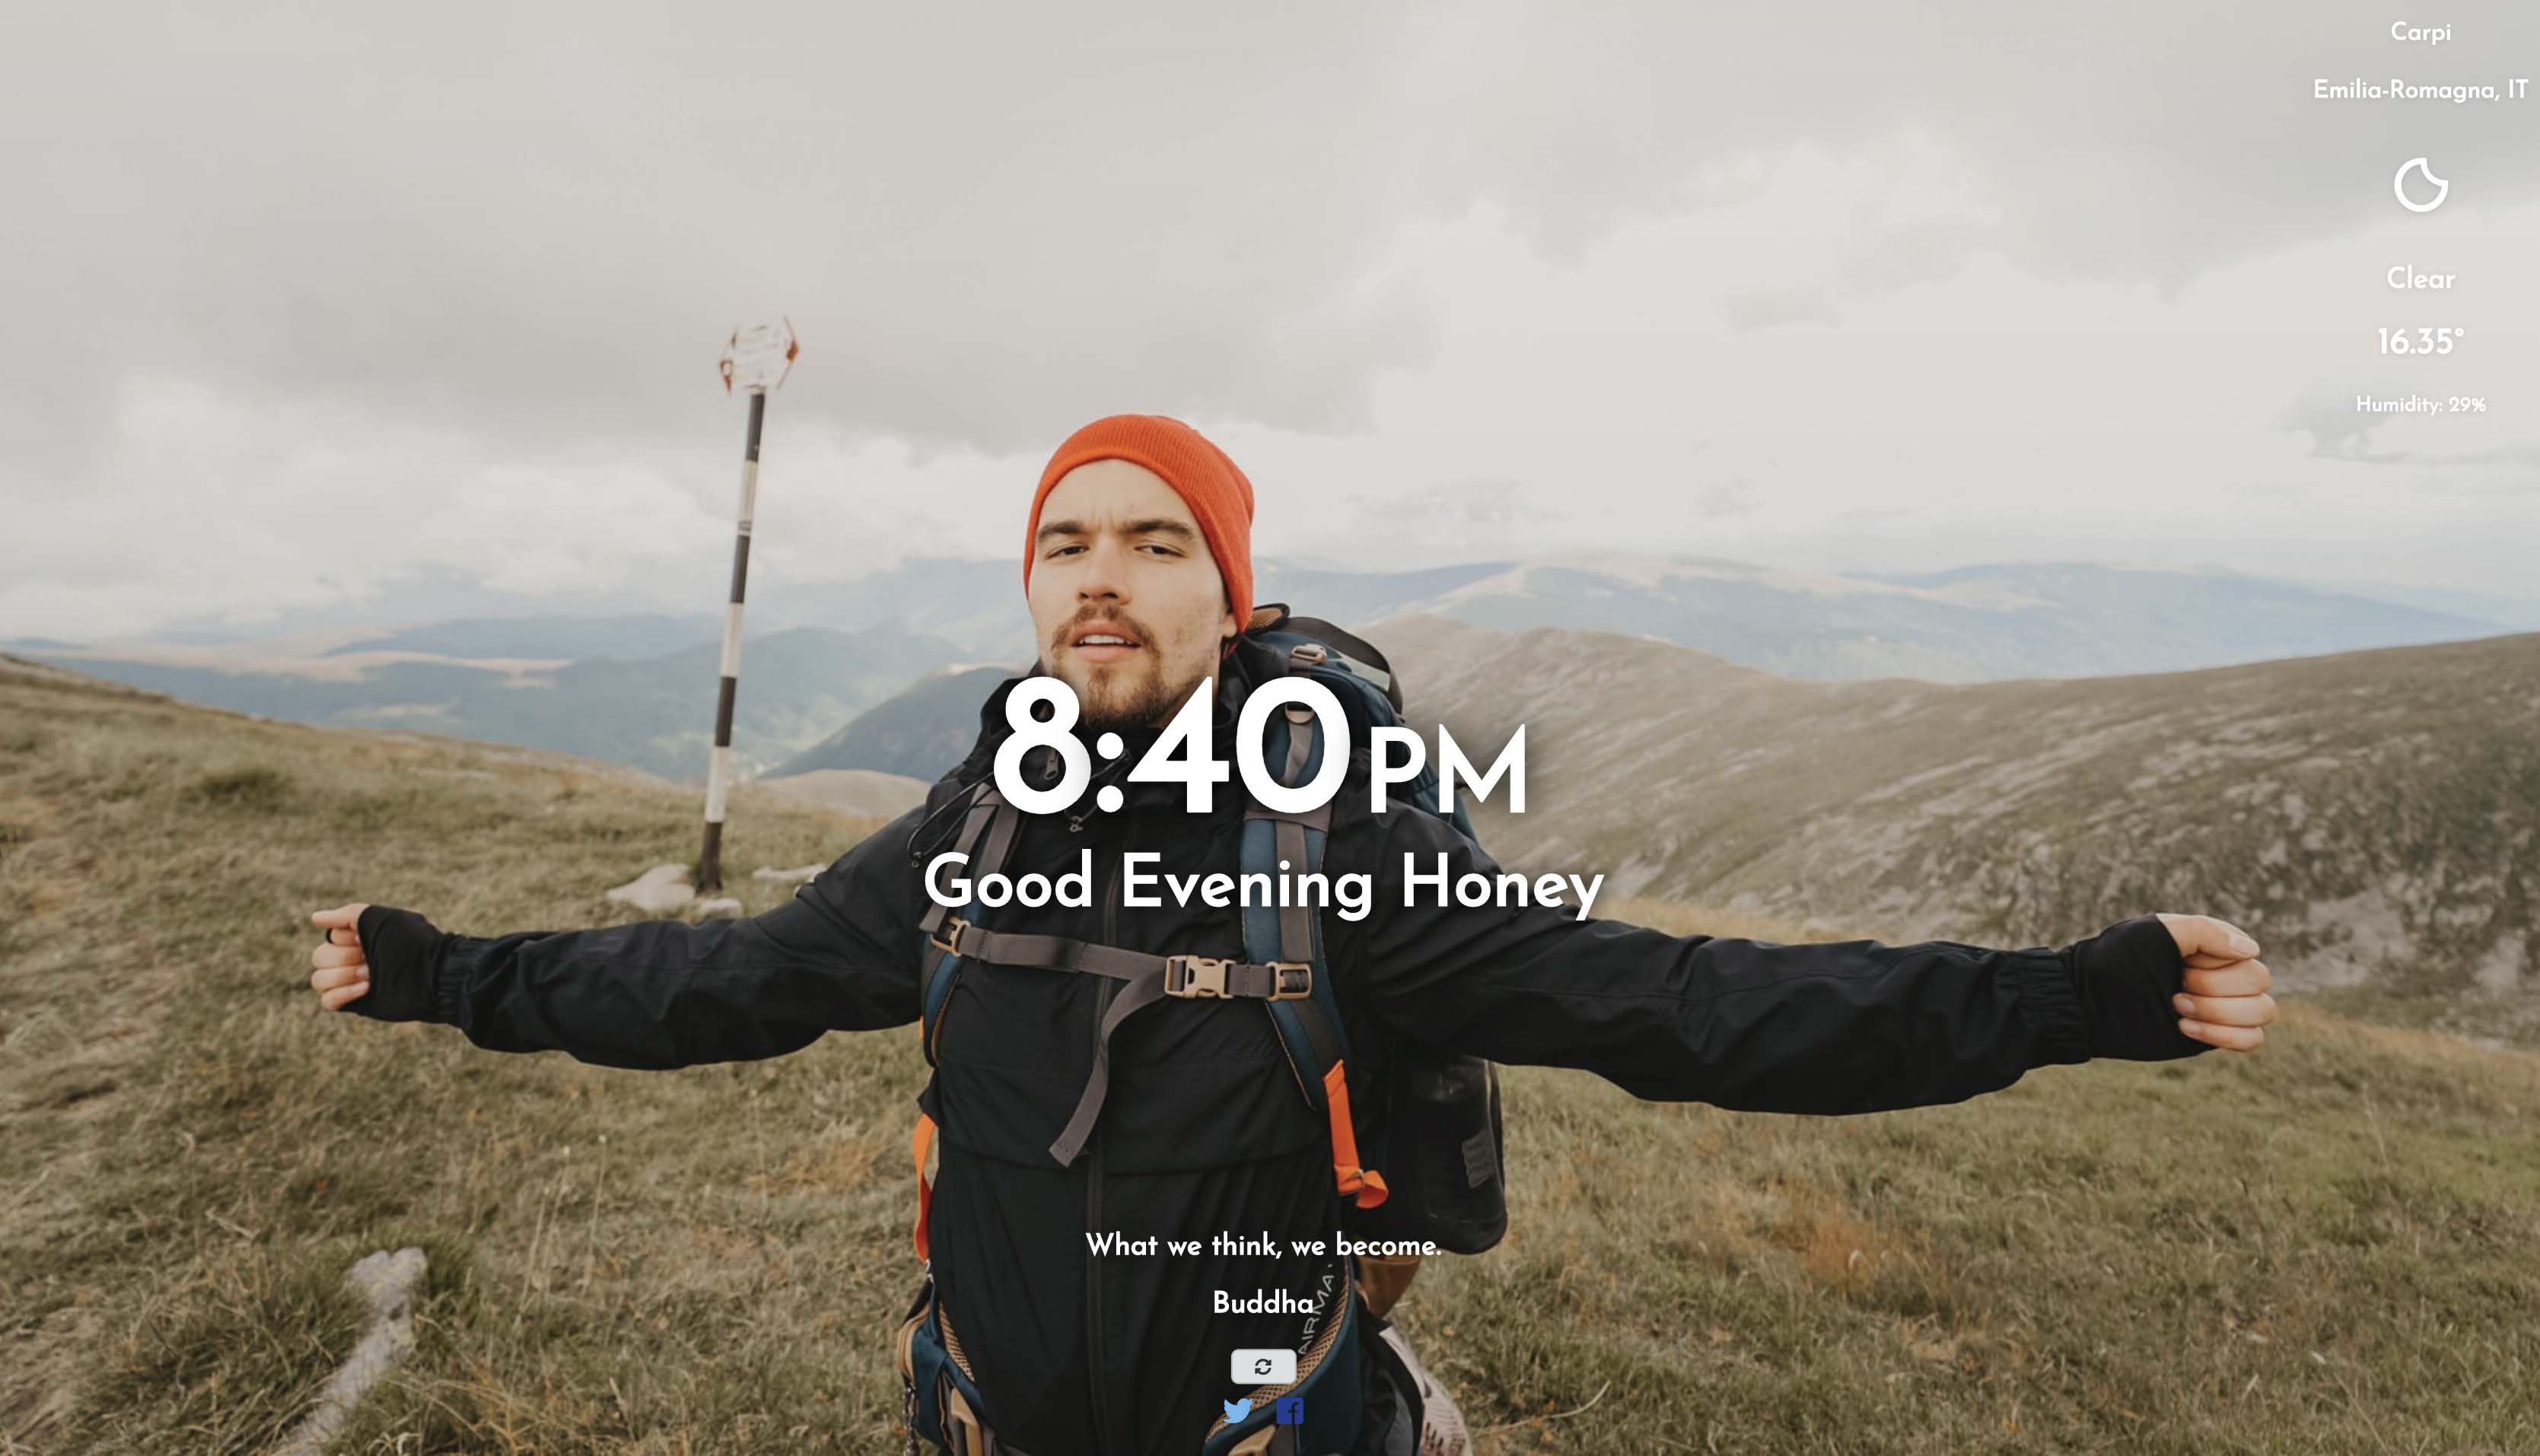 Carpi
Emilia-Romagna, IT
Clear
16.35°
Humidity: 29%
8:40 PM
Good Evening Honey
What we think, we become.
Buddha